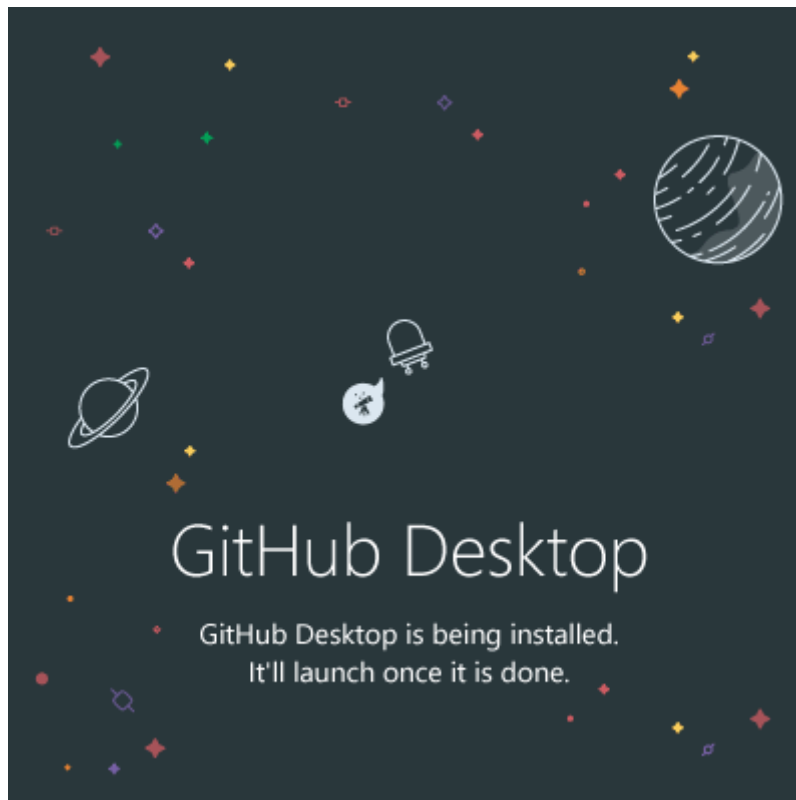 GitHub Desktop
GitHub Desktop is being installed.
It'll launch once it is done.